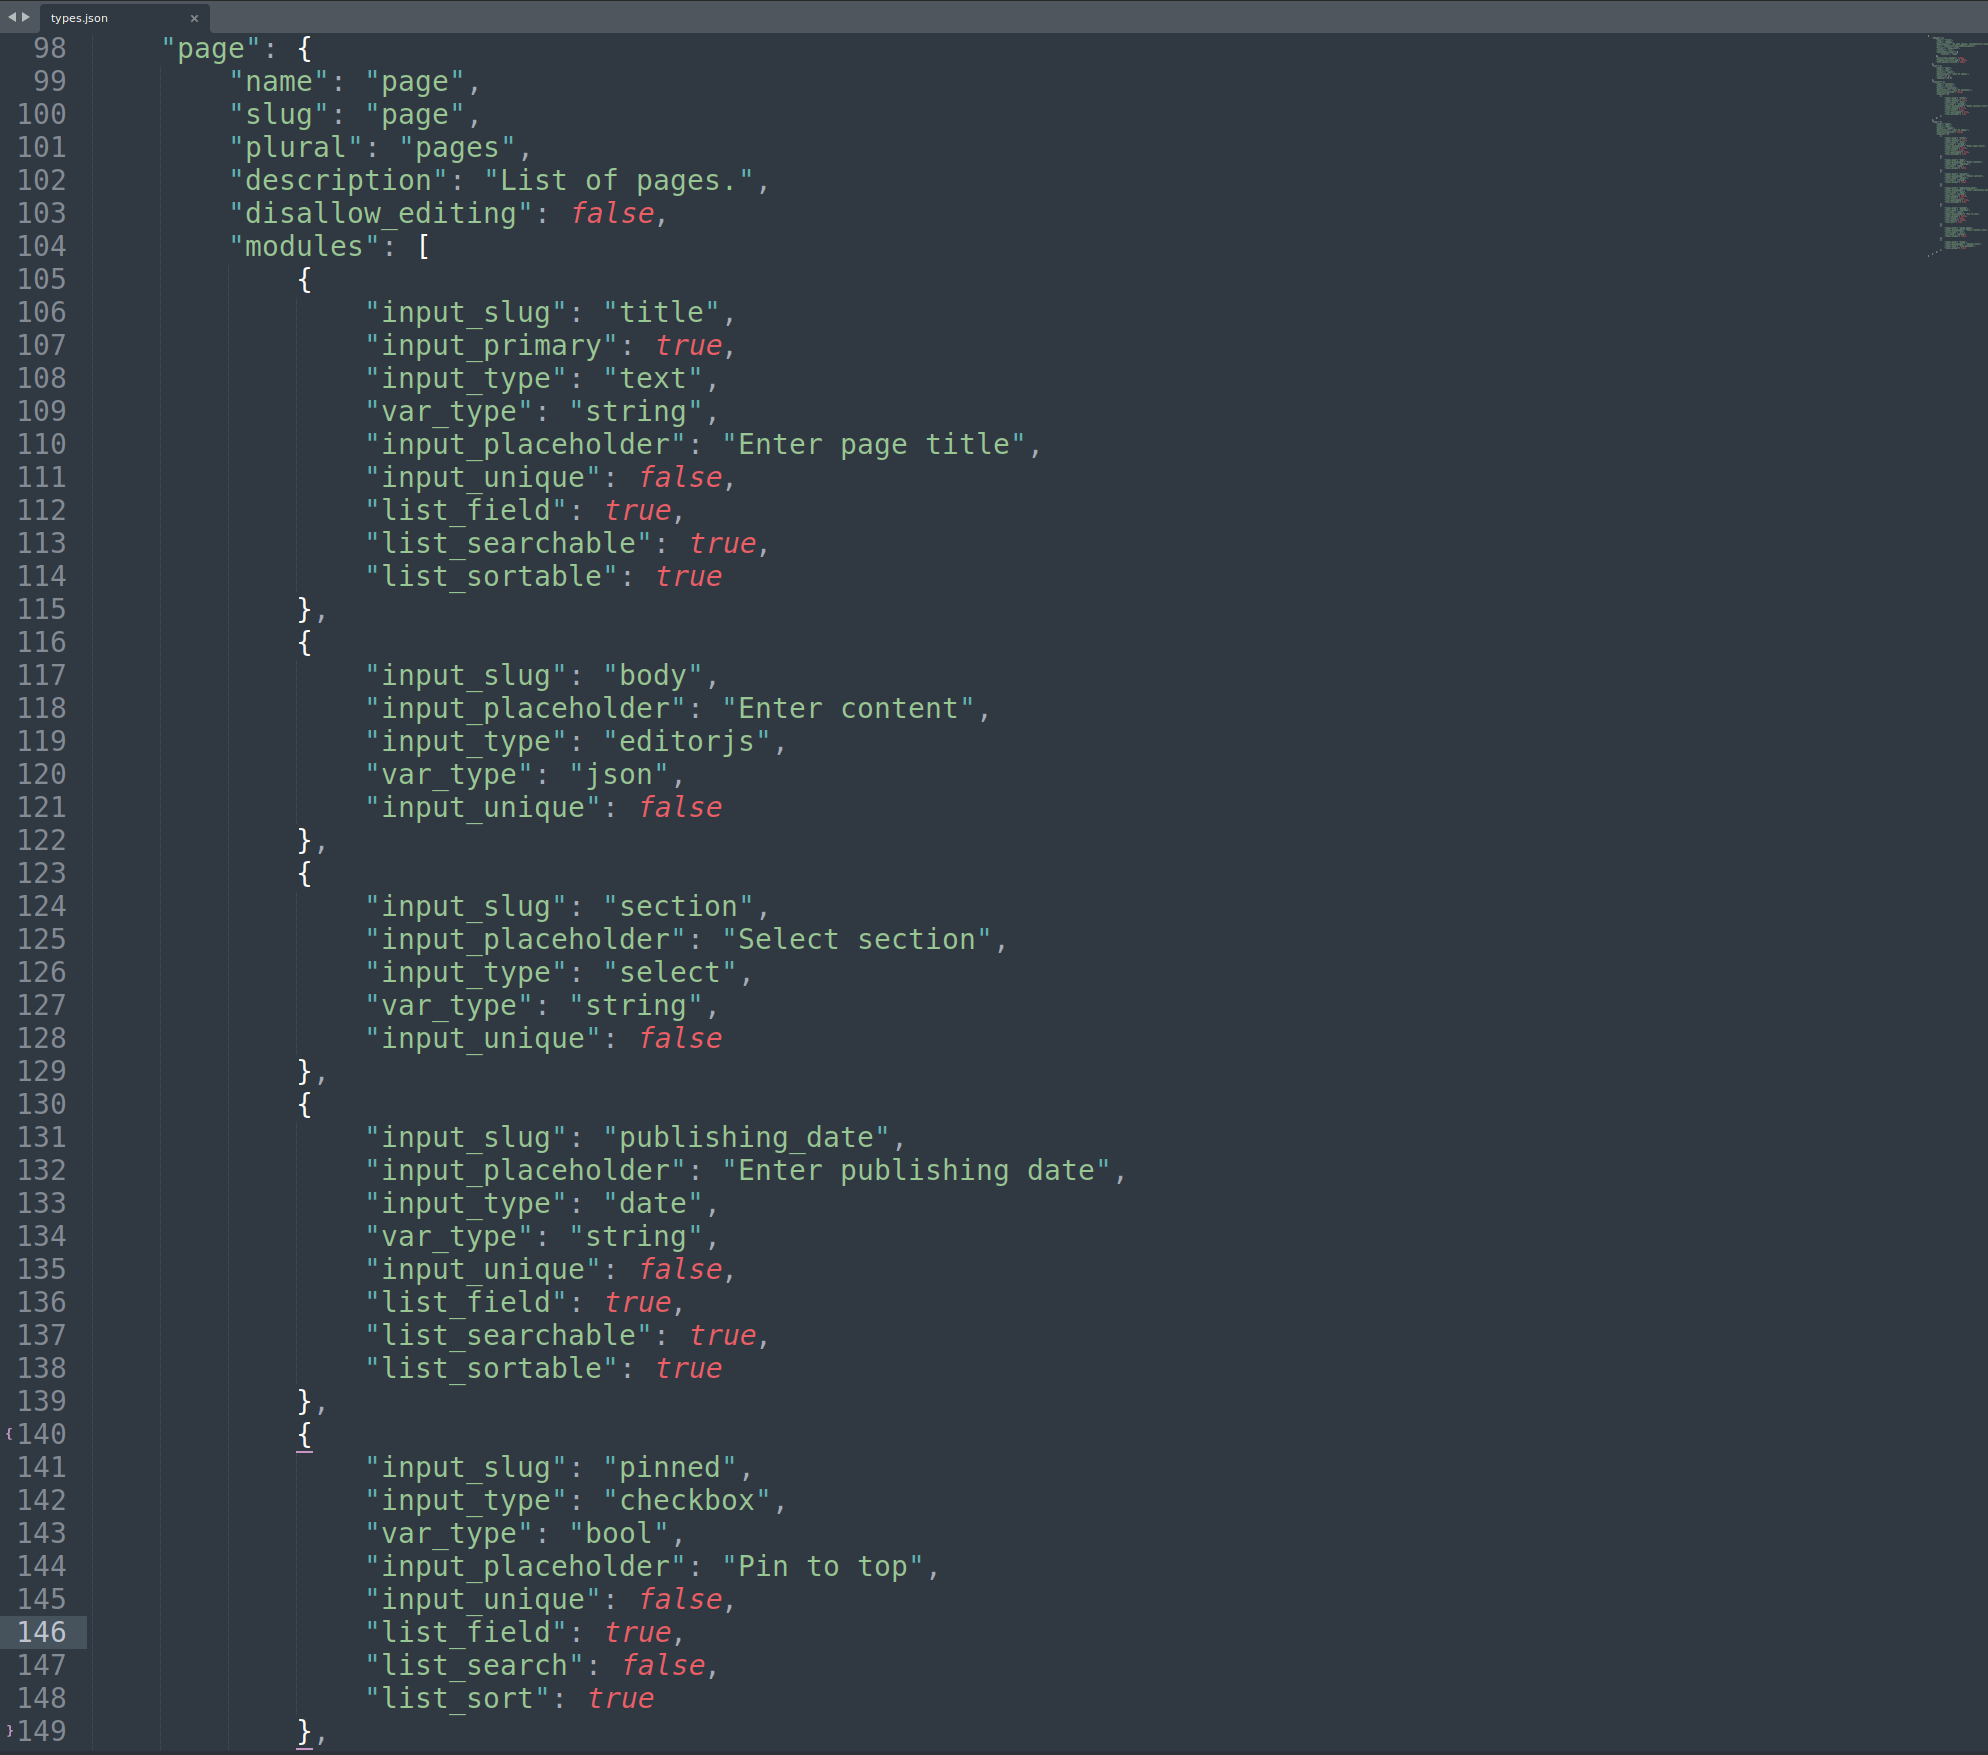 types.json ×
98 "page": {
99 "name": "page",
100 "slug": "page",
101 "plural": "pages",
102 "description": "List of pages.",
103 "disallow_editing": false,
104 "modules": [
105 {
106 "input_slug": "title",
107 "input_primary": true,
108 "input_type": "text",
109 "var_type": "string",
110 "input_placeholder": "Enter page title",
111 "input_unique": false,
112 "list_field": true,
113 "list_searchable": true,
114 "list_sortable": true
115 },
116 {
117 "input_slug": "body",
118 "input_placeholder": "Enter content",
119 "input_type": "editorjs",
120 "var_type": "json",
121 "input_unique": false
122 },
123 {
124 "input_slug": "section",
125 "input_placeholder": "Select section",
126 "input_type": "select",
127 "var_type": "string",
128 "input_unique": false
129 },
130 {
131 "input_slug": "publishing_date",
132 "input_placeholder": "Enter publishing date",
133 "input_type": "date",
134 "var_type": "string",
135 "input_unique": false,
136 "list_field": true,
137 "list_searchable": true,
138 "list_sortable": true
139 },
{ 140 {
141 "input_slug": "pinned",
142 "input_type": "checkbox",
143 "var_type": "bool",
144 "input_placeholder": "Pin to top",
145 "input_unique": false,
146 "list_field": true,
147 "list_search": false,
148 "list_sort": true
} 149 },